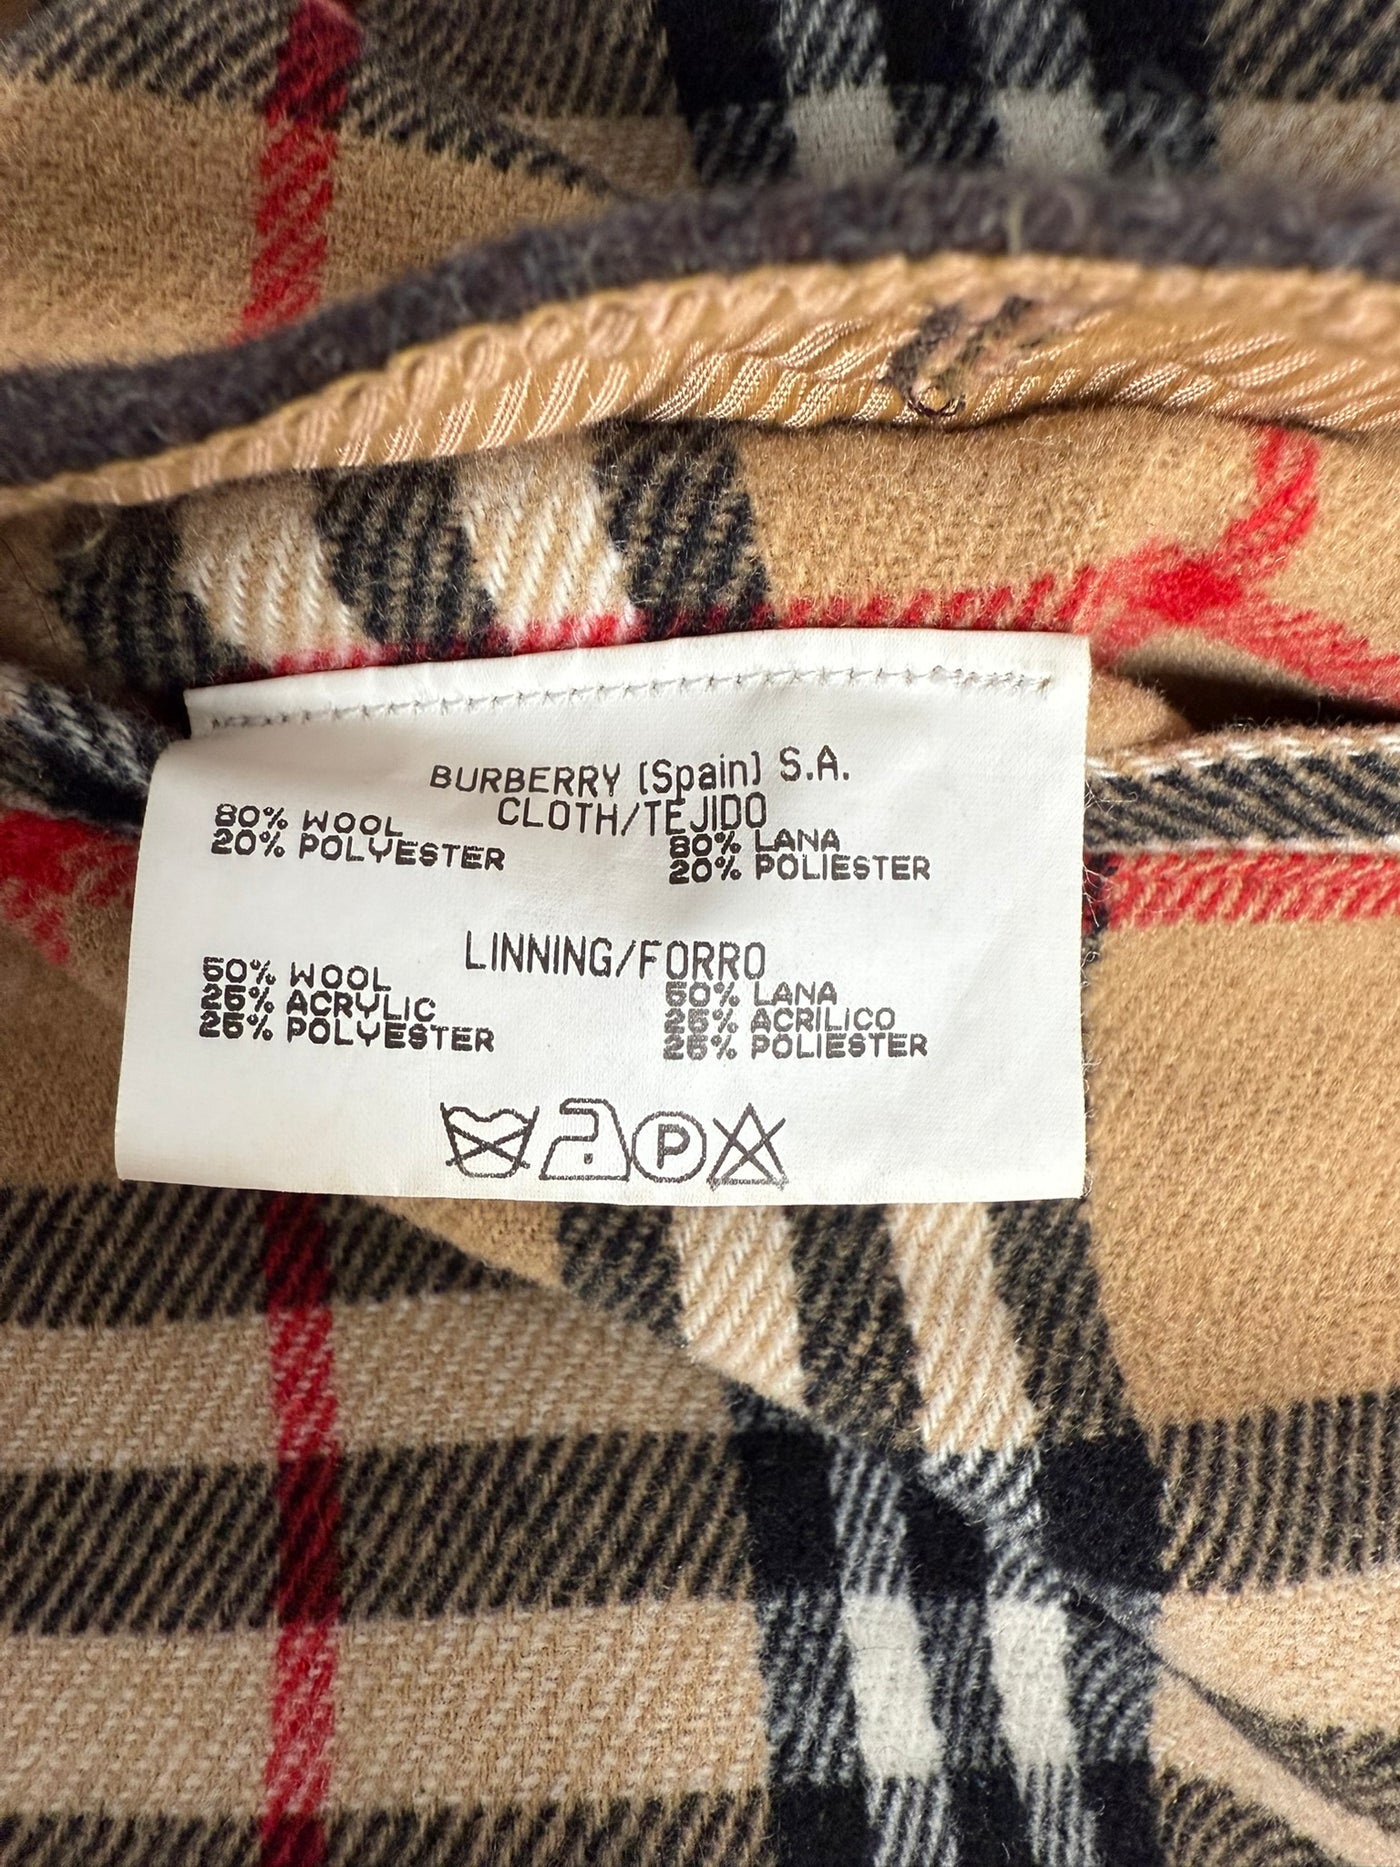 BURBERRY (Spain) S.A.
CLOTH/TEJIDO
80% WOOL 80% LANA
20% POLYESTER 20% POLIESTER
LINNING/FORRO
50% WOOL 50% LANA
25% ACRYLIC 25% ACRILICO
25% POLYESTER 25% POLIESTER
P